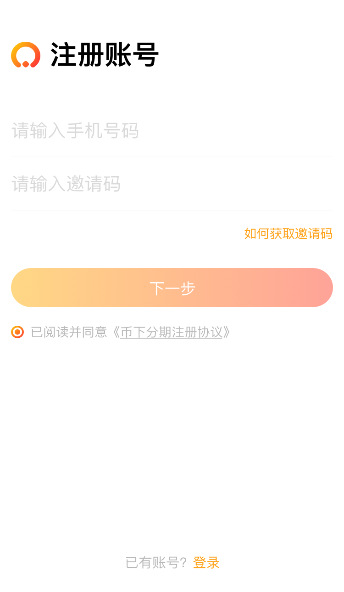 注册账号
请输入手机号码
请输入邀请码
如何获取邀请码
下一步
已阅读并同意《币下分期注册协议》
已有账号？登录